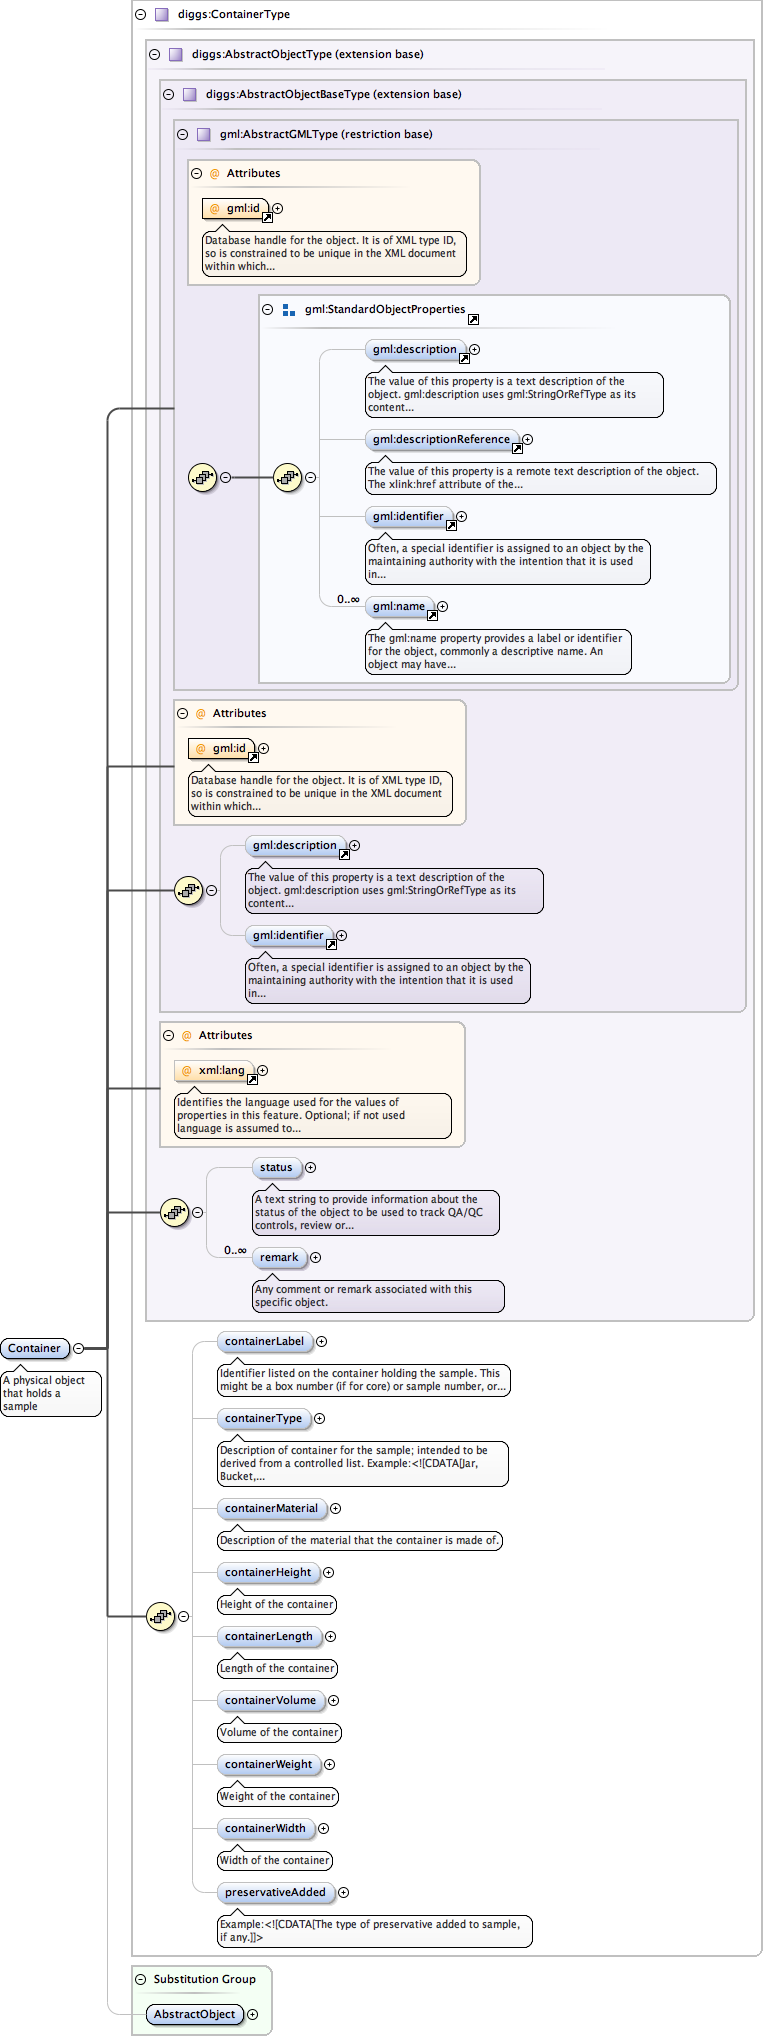 diggs:ContainerType
diggs:AbstractObjectType (extension base)
diggs:AbstractObjectBaseType (extension base)
gml:AbstractGMLType (restriction base)
@ Attributes
@ gml:id
Database handle for the object. It is of XML type ID,
so is constrained to be unique in the XML document
within which...
gml:StandardObjectProperties
gml:description
The value of this property is a text description of the
object. gml:description uses gml:StringOrRefType as its
content...
gml:descriptionReference
The value of this property is a remote text description of the object.
The xlink:href attribute of the...
gml:identifier
Often, a special identifier is assigned to an object by the
maintaining authority with the intention that it is used
in...
0..∞
gml:name
The gml:name property provides a label or identifier
for the object, commonly a descriptive name. An
object may have...
@ Attributes
@ gml:id
Database handle for the object. It is of XML type ID,
so is constrained to be unique in the XML document
within which...
gml:description
The value of this property is a text description of the
object. gml:description uses gml:StringOrRefType as its
content...
gml:identifier
Often, a special identifier is assigned to an object by the
maintaining authority with the intention that it is used
in...
@ Attributes
@ xml:lang
Identifies the language used for the values of
properties in this feature. Optional; if not used
language is assumed to...
status
A text string to provide information about the
status of the object to be used to track QA/QC
controls, review or...
0..∞
remark
Any comment or remark associated with this
specific object.
Container
A physical object
that holds a
sample
containerLabel
Identifier listed on the container holding the sample. This
might be a box number (if for core) or sample number, or...
containerType
Description of container for the sample; intended to be
derived from a controlled list. Example:<![CDATA[Jar,
Bucket,...
containerMaterial
Description of the material that the container is made of.
containerHeight
Height of the container
containerLength
Length of the container
containerVolume
Volume of the container
containerWeight
Weight of the container
containerWidth
Width of the container
preservativeAdded
Example:<![CDATA[The type of preservative added to sample,
if any.]]>
Substitution Group
AbstractObject